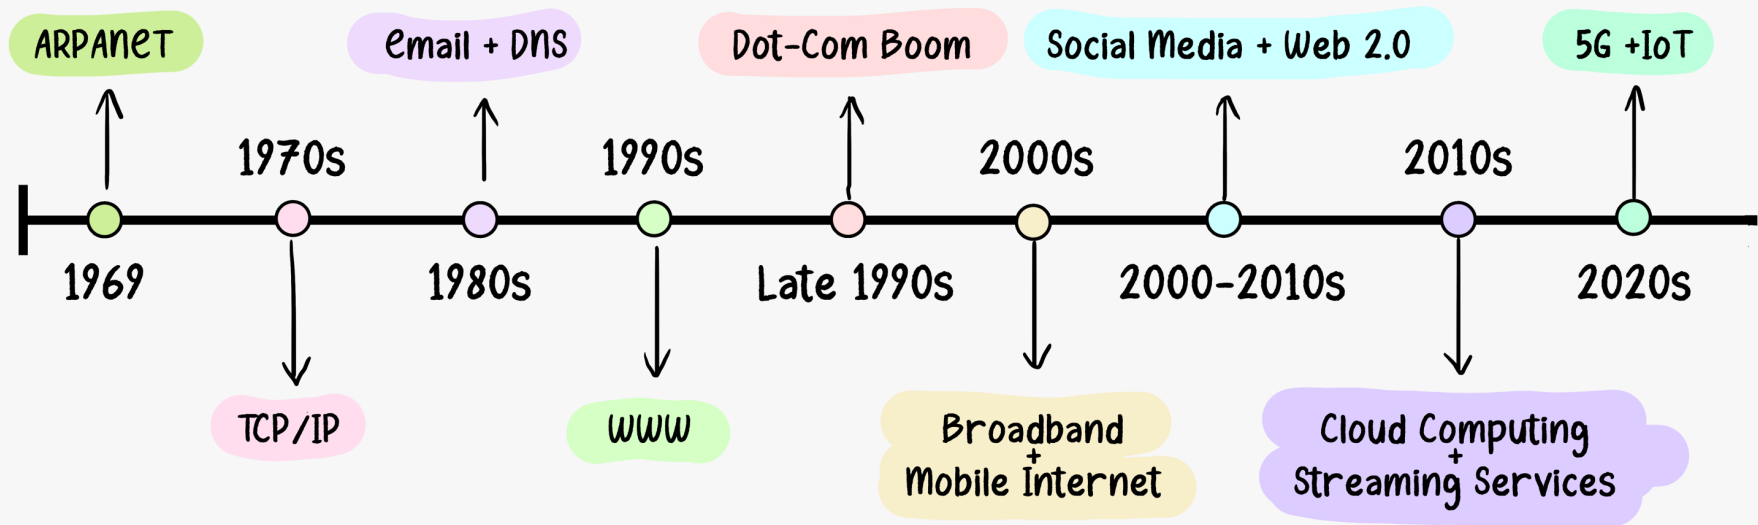 ARPANET
Email + DNS
Dot-Com Boom
Social Media + Web 2.0
5G +IoT
1970s
1990s
2000s
2010s
1969
1980s
Late 1990s
2000-2010s
2020s
TCP/IP
WWW
Broadband
+
Mobile Internet
Cloud Computing
+
Streaming Services